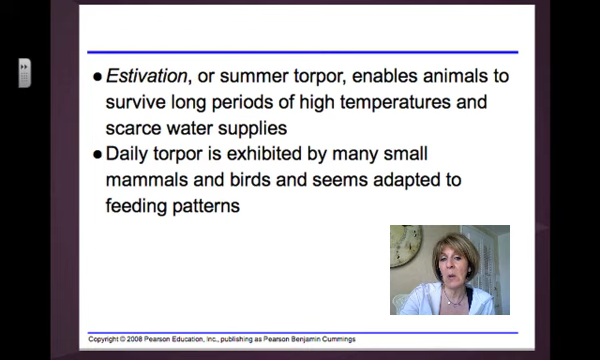 ●Estivation, or summer torpor, enables animals to
survive long periods of high temperatures and
scarce water supplies
●Daily torpor is exhibited by many small
mammals and birds and seems adapted to
feeding patterns
Copyright © 2008 Pearson Education, Inc., publishing as Pearson Benjamin Cummings